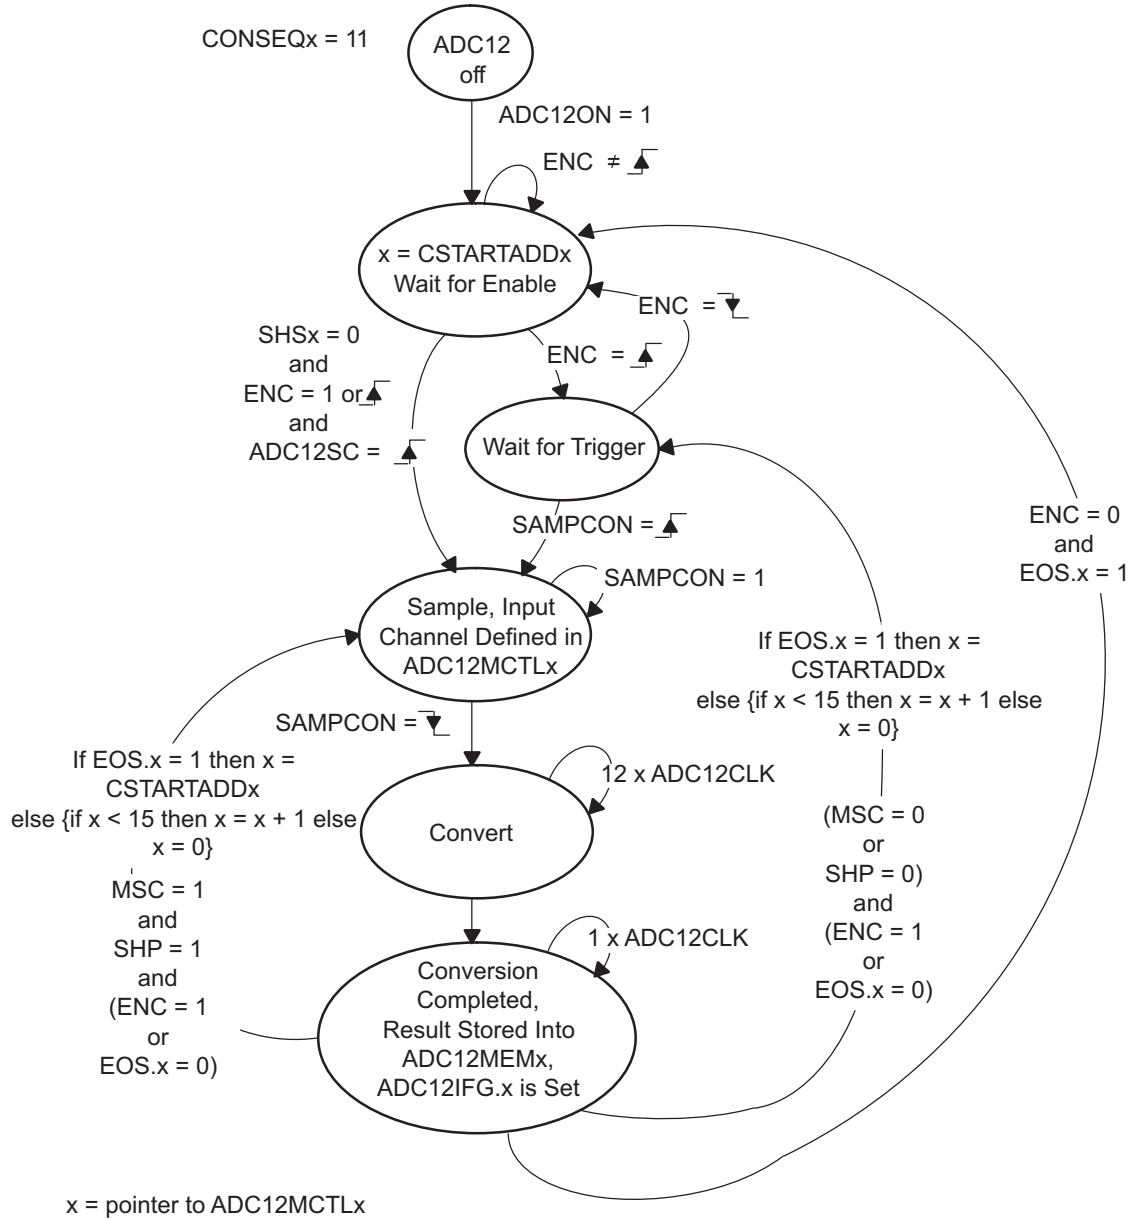 CONSEQx = 11
ADC12
off
ADC12ON = 1
ENC ≠
x = CSTARTADDx
Wait for Enable
ENC =
SHSx = 0
and
ENC = 1 or
and
ADC12SC =
ENC =
Wait for Trigger
SAMPCON =
ENC = 0
and
EOS.x = 1
SAMPCON = 1
Sample, Input
Channel Defined in
ADC12MCTLx
If EOS.x = 1 then x =
CSTARTADDx
else {if x < 15 then x = x + 1 else
x = 0}
SAMPCON =
If EOS.x = 1 then x =
CSTARTADDx
else {if x < 15 then x = x + 1 else
x = 0}
12 x ADC12CLK
Convert
(MSC = 0
or
SHP = 0)
and
(ENC = 1
or
EOS.x = 0)
MSC = 1
and
SHP = 1
and
(ENC = 1
or
EOS.x = 0)
1 x ADC12CLK
Conversion
Completed,
Result Stored Into
ADC12MEMx,
ADC12IFG.x is Set
x = pointer to ADC12MCTLx